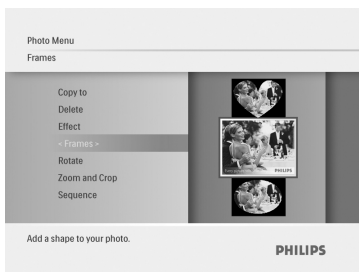 Photo Menu
Frames
Copy to
Delete
Effect
« Frames »
Rotate
Zoom and Crop
Sequence
PHILIPS
Add a shape to your photo.
PHILIPS